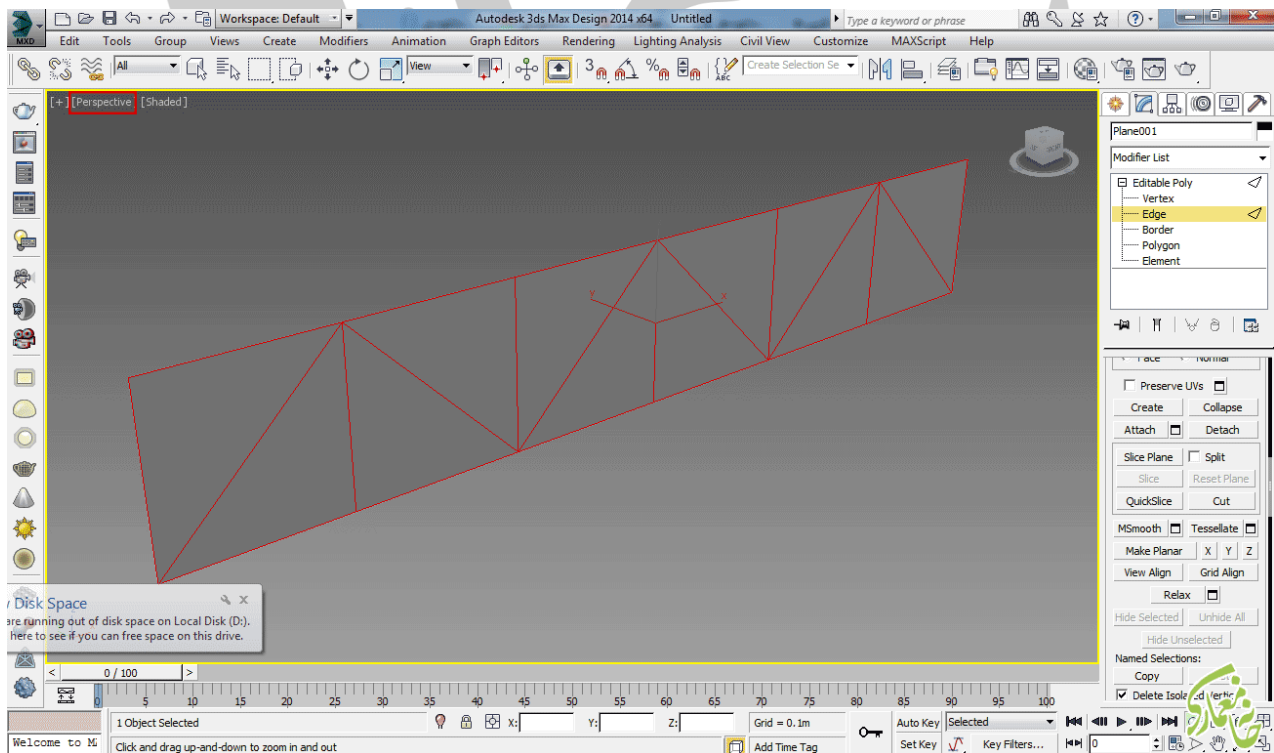 Workspace: Default
Autodesk 3ds Max Design 2014 x64 Untitled
Type a keyword or phrase
MXD
Edit Tools Group Views Create Modifiers Animation Graph Editors Rendering Lighting Analysis Civil View Customize MAXScript Help
All
View
3
%
ABC
Create Selection Se
[+] [Perspective] [Shaded]
Y
X
Plane001
Modifier List
Editable Poly
Vertex
Edge
Border
Polygon
Element
Face Normal
Preserve UVs
Create Collapse
Attach Detach
Slice Plane Split
Slice Reset Plane
QuickSlice Cut
MSmooth Tessellate
Make Planar X Y Z
View Align Grid Align
Relax
Hide Selected Unhide All
Hide Unselected
Named Selections:
Copy
Delete Isolated Vertices
Disk Space
are running out of disk space on Local Disk (D:).
here to see if you can free space on this drive.
< 0 / 100 >
0 5 10 15 20 25 30 35 40 45 50 55 60 65 70 75 80 85 90 95 100
1 Object Selected X: Y: Z: Grid = 0.1m Auto Key Selected
Welcome to M
Click and drag up-and-down to zoom in and out Add Time Tag Set Key Key Filters... 0